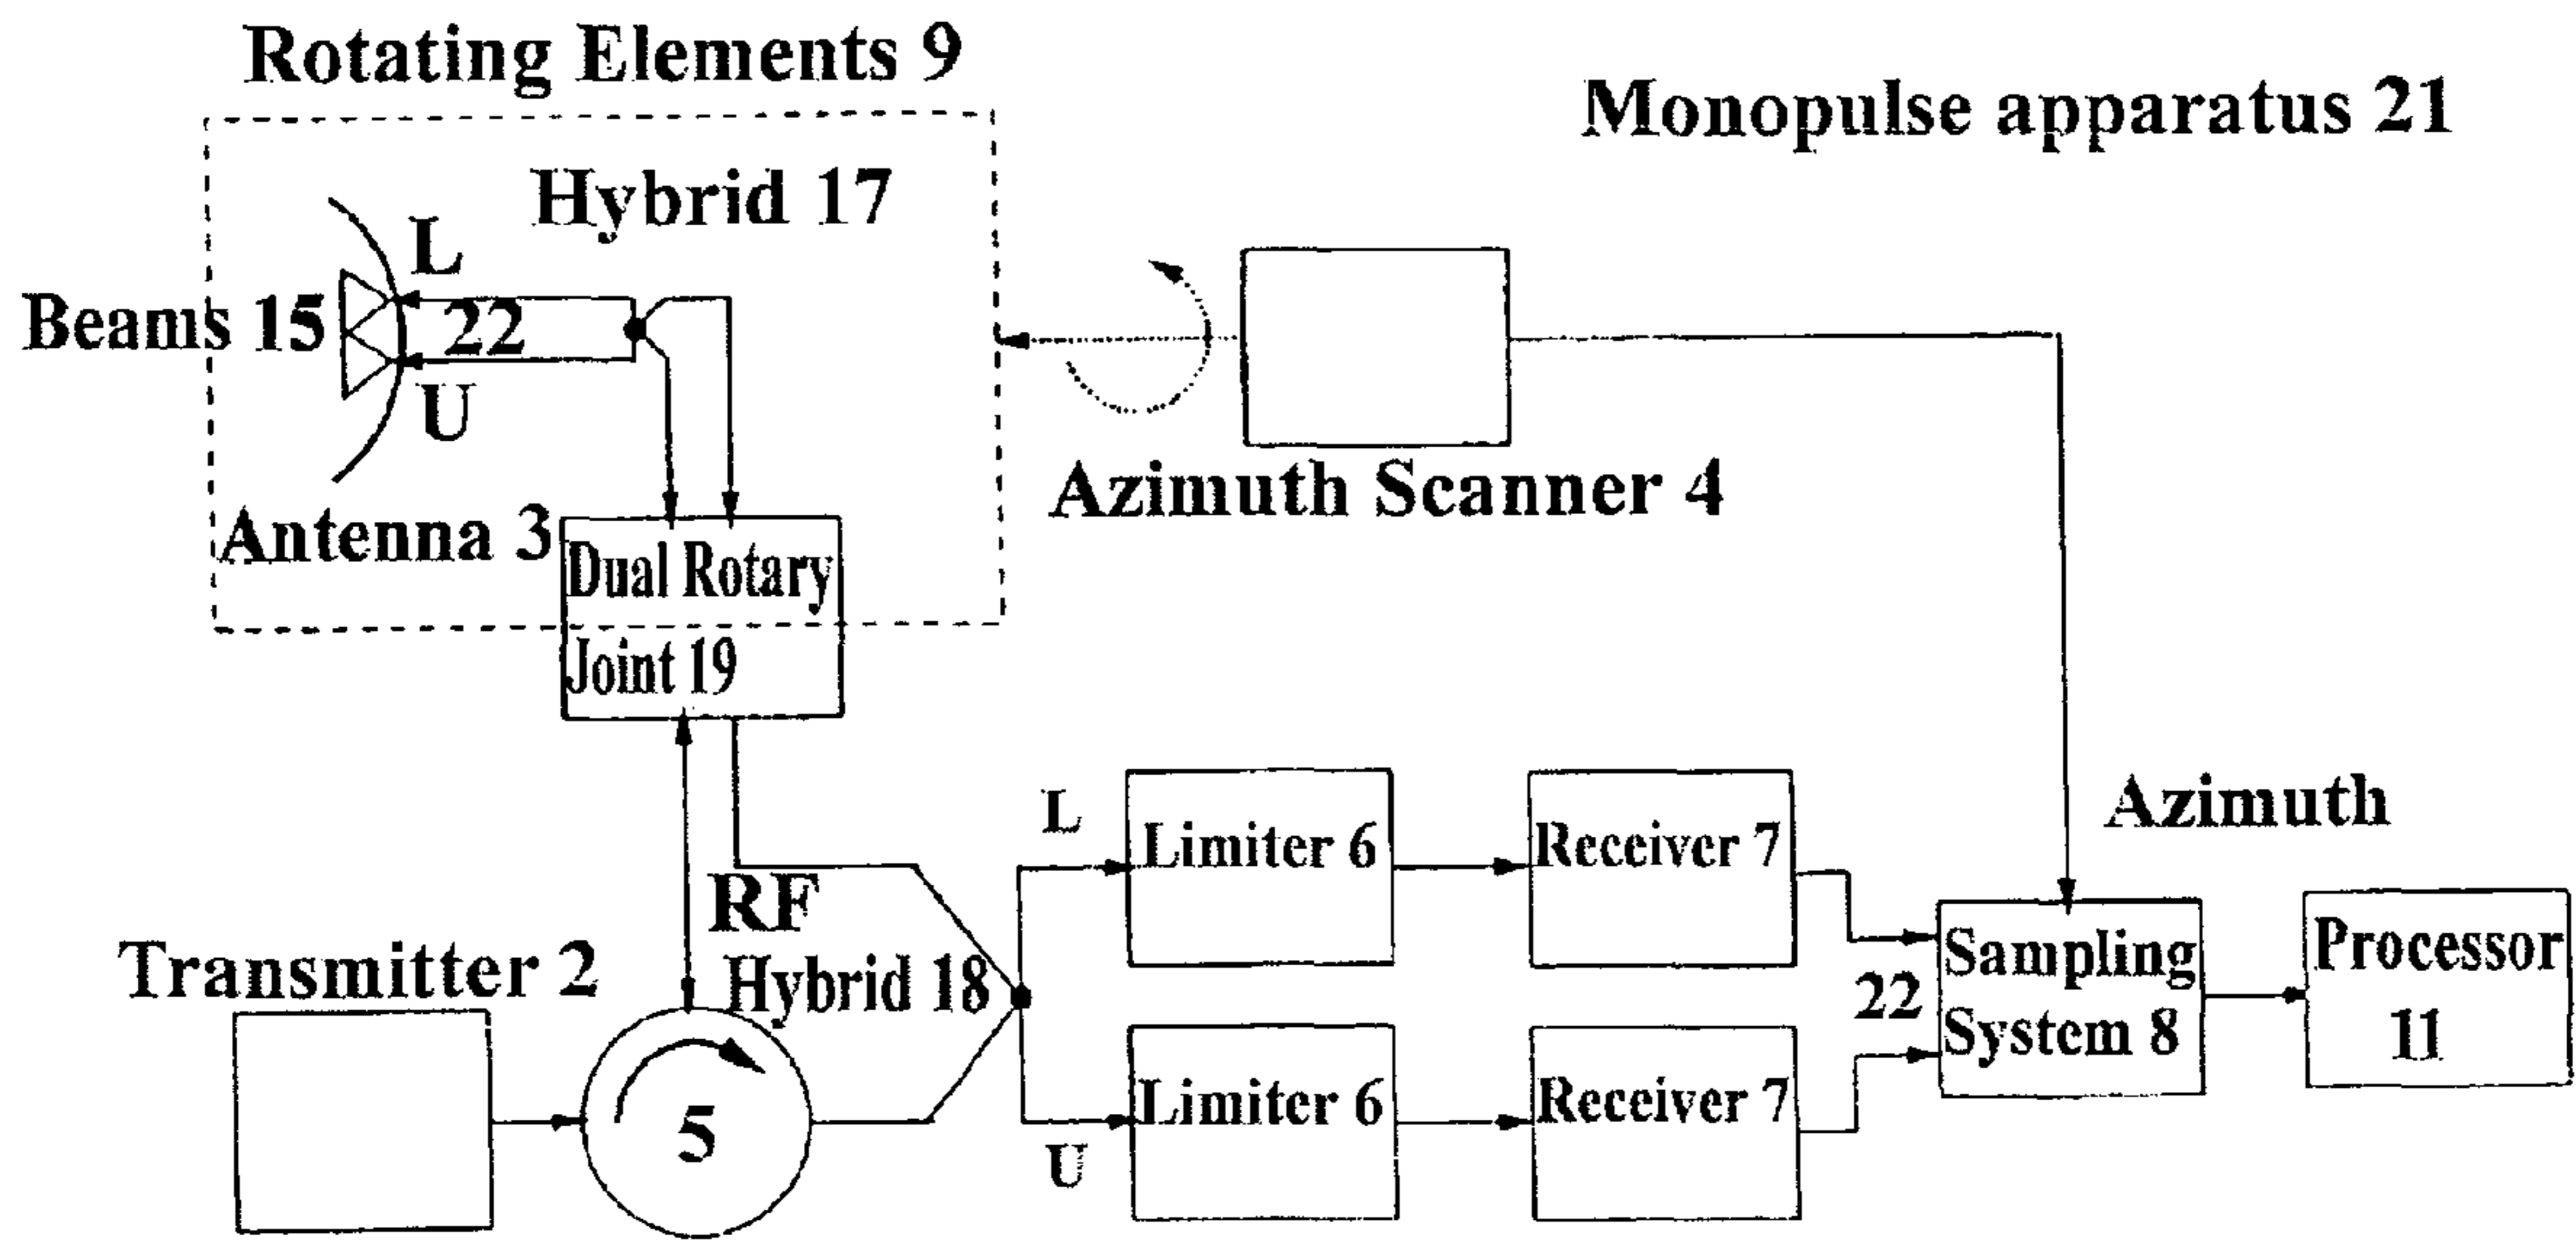 Rotating Elements 9
Monopulse apparatus 21
Hybrid 17
L
Beams 15
22
U
Azimuth Scanner 4
Antenna 3
Dual Rotary
Joint 19
L
Azimuth
Limiter 6
Receiver 7
RF
Hybrid 18
Transmitter 2
Sampling
System 8
22
Processor
11
5
Limiter 6
Receiver 7
U